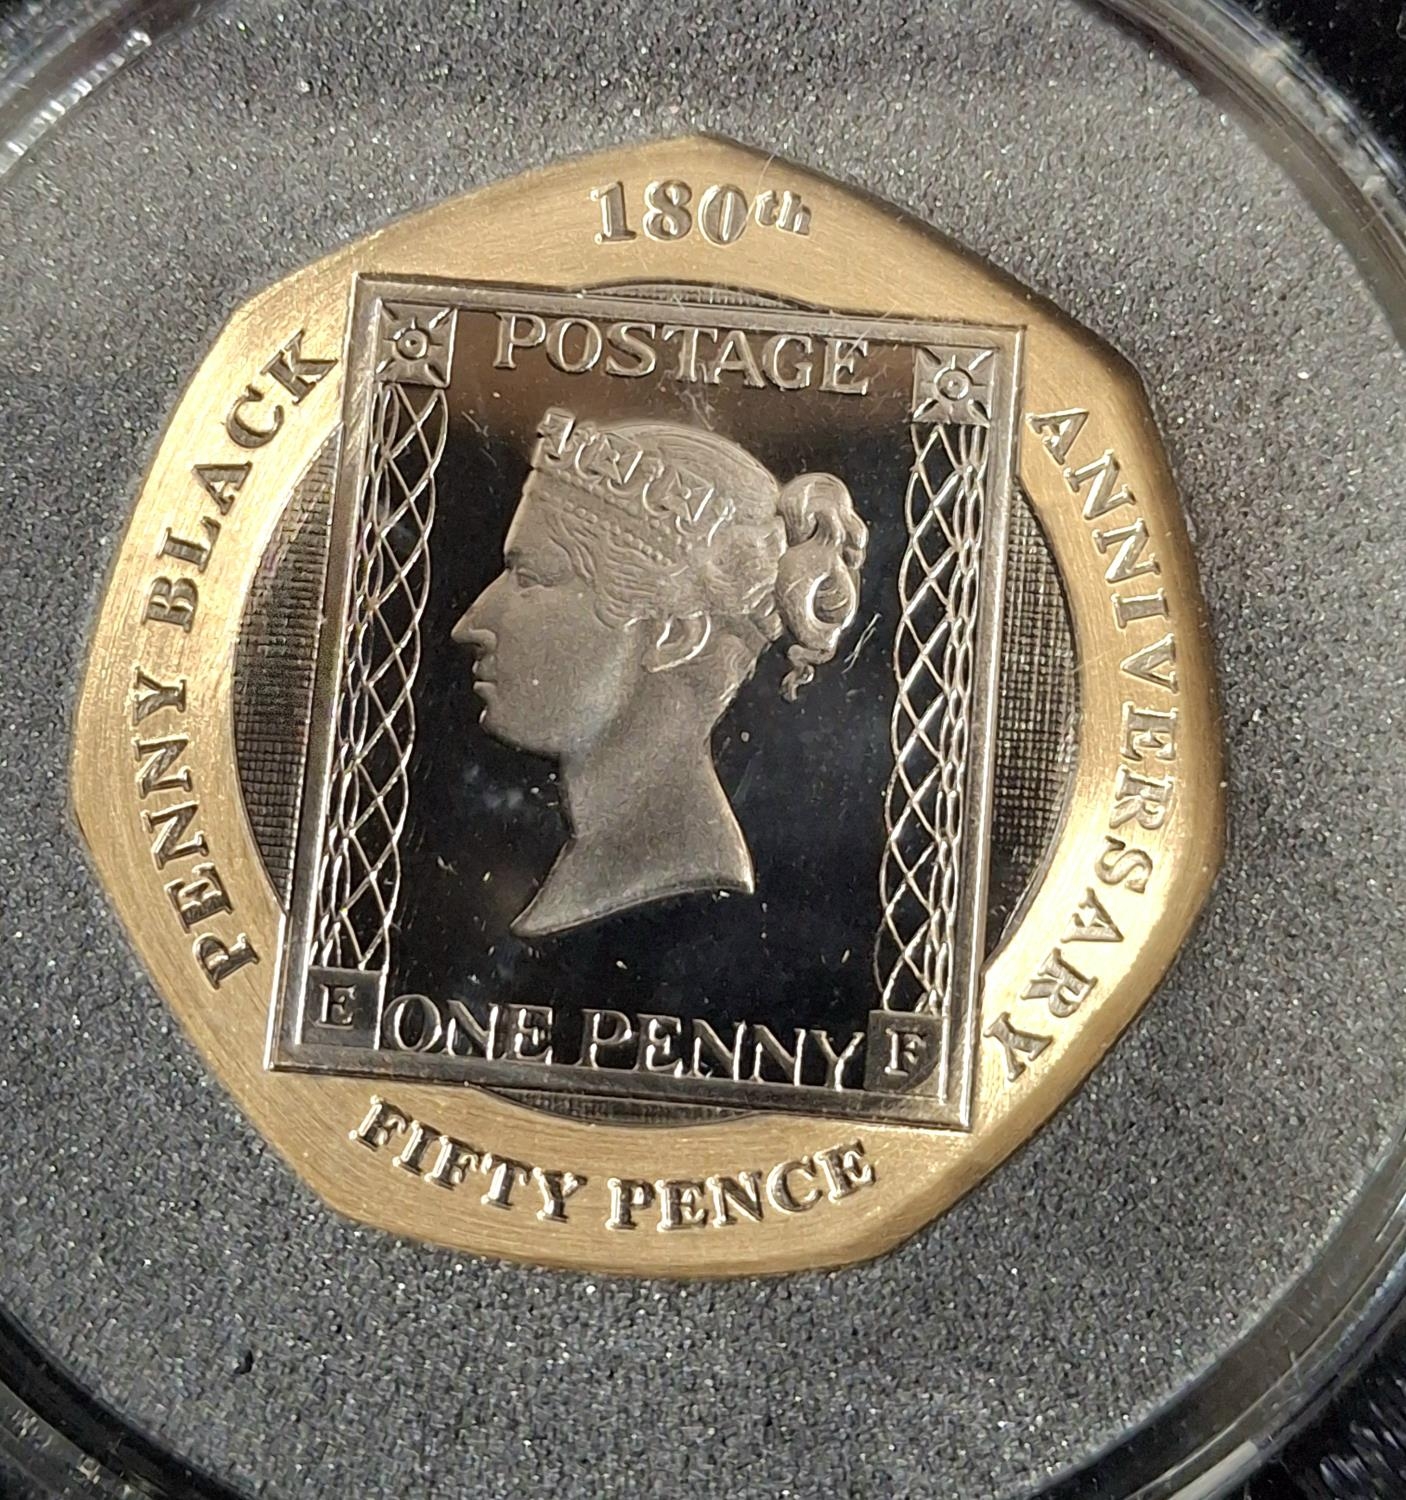 180th
PENNY BLACK
ANNIVERSARY
POSTAGE
E ONE PENNY F
FIFTY PENCE